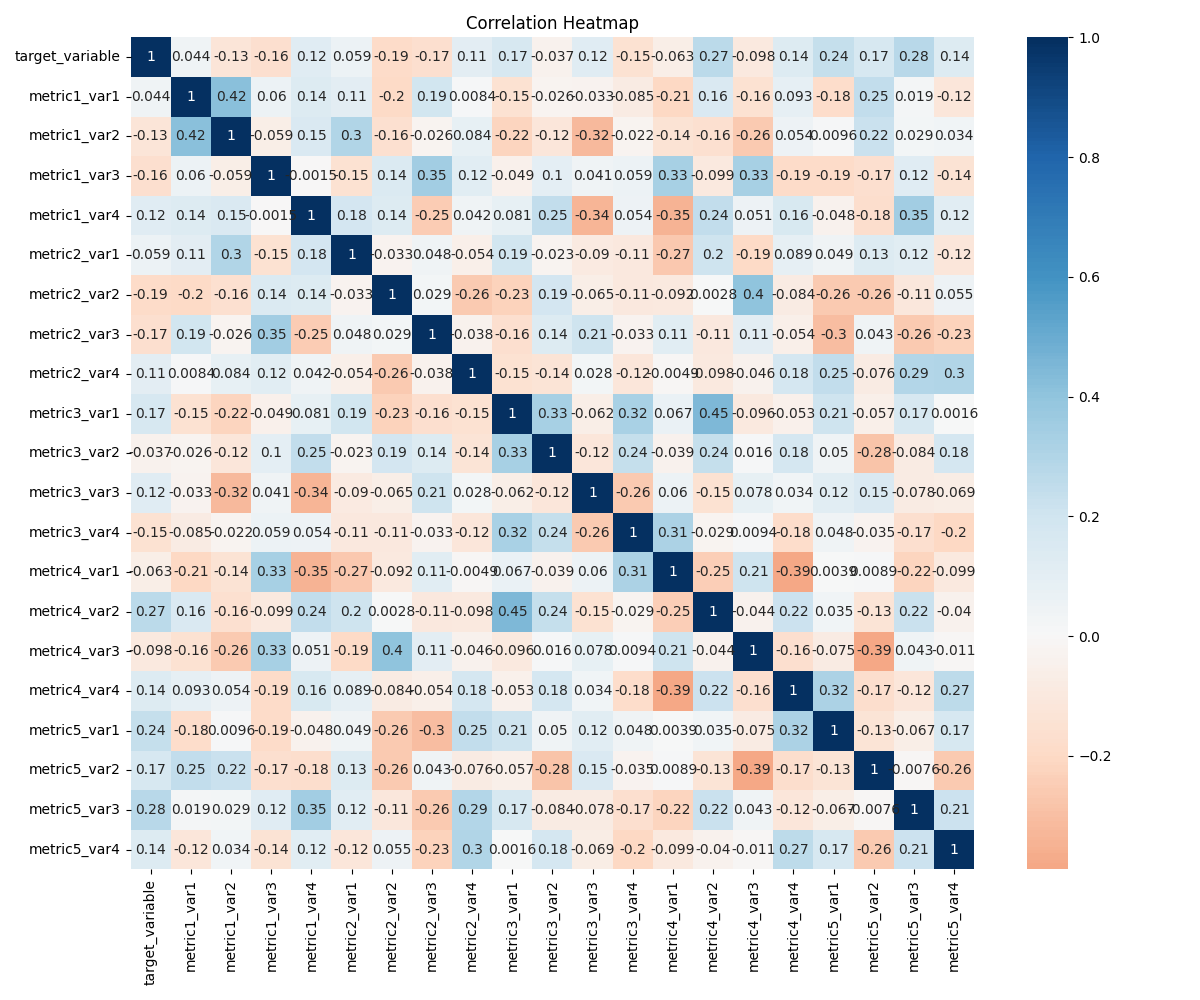 Correlation Heatmap
target_variable 1 0.044 -0.13 -0.16 0.12 0.059 -0.19 -0.17 0.11 0.17 -0.037 0.12 -0.15 -0.063 0.27 -0.098 0.14 0.24 0.17 0.28 0.14
metric1_var1 0.044 1 0.42 0.06 0.14 0.11 -0.2 0.19 0.0084 -0.15 -0.026 -0.033 -0.085 -0.21 0.16 -0.16 0.093 -0.18 0.25 0.019 -0.12
metric1_var2 -0.13 0.42 1 -0.059 0.15 0.3 -0.16 -0.026 0.084 -0.22 -0.12 -0.32 -0.022 -0.14 -0.16 -0.26 0.054 0.0096 0.22 0.029 0.034
metric1_var3 -0.16 0.06 -0.059 1 -0.0015 -0.15 0.14 0.35 0.12 -0.049 0.1 0.041 0.059 0.33 -0.099 0.33 -0.19 -0.19 -0.17 0.12 -0.14
metric1_var4 0.12 0.14 0.15 -0.0015 1 0.18 0.14 -0.25 0.042 0.081 0.25 -0.34 0.054 -0.35 0.24 0.051 0.16 -0.048 -0.18 0.35 0.12
metric2_var1 0.059 0.11 0.3 -0.15 0.18 1 -0.033 0.048 -0.054 0.19 -0.023 -0.09 -0.11 -0.27 0.2 -0.19 0.089 0.049 0.13 0.12 -0.12
metric2_var2 -0.19 -0.2 -0.16 0.14 0.14 -0.033 1 0.029 -0.26 -0.23 0.19 -0.065 -0.11 -0.092 0.0028 0.4 -0.084 -0.26 -0.26 -0.11 0.055
metric2_var3 -0.17 0.19 -0.026 0.35 -0.25 0.048 0.029 1 -0.038 -0.16 0.14 0.21 -0.033 0.11 -0.11 0.11 -0.054 -0.3 0.043 -0.26 -0.23
metric2_var4 0.11 0.0084 0.084 0.12 0.042 -0.054 -0.26 -0.038 1 -0.15 -0.14 0.028 -0.12 -0.0049 -0.098 -0.046 0.18 0.25 -0.076 0.29 0.3
metric3_var1 0.17 -0.15 -0.22 -0.049 0.081 0.19 -0.23 -0.16 -0.15 1 0.33 -0.062 0.32 0.067 0.45 -0.096 -0.053 0.21 -0.057 0.17 0.0016
metric3_var2 -0.037 -0.026 -0.12 0.1 0.25 -0.023 0.19 0.14 -0.14 0.33 1 -0.12 0.24 -0.039 0.24 0.016 0.18 0.05 -0.28 -0.084 0.18
metric3_var3 0.12 -0.033 -0.32 0.041 -0.34 -0.09 -0.065 0.21 0.028 -0.062 -0.12 1 -0.26 0.06 -0.15 0.078 0.034 0.12 0.15 -0.078 -0.069
metric3_var4 -0.15 -0.085 -0.022 0.059 0.054 -0.11 -0.11 -0.033 -0.12 0.32 0.24 -0.26 1 0.31 -0.029 0.0094 -0.18 0.048 -0.035 -0.17 -0.2
metric4_var1 -0.063 -0.21 -0.14 0.33 -0.35 -0.27 -0.092 0.11 -0.0049 0.067 -0.039 0.06 0.31 1 -0.25 0.21 -0.39 0.0039 0.0089 -0.22 -0.099
metric4_var2 0.27 0.16 -0.16 -0.099 0.24 0.2 0.0028 -0.11 -0.098 0.45 0.24 -0.15 -0.029 -0.25 1 -0.044 0.22 0.035 -0.13 0.22 -0.04
metric4_var3 -0.098 -0.16 -0.26 0.33 0.051 -0.19 0.4 0.11 -0.046 -0.096 0.016 0.078 0.0094 0.21 -0.044 1 -0.16 -0.075 -0.39 0.043 -0.011
metric4_var4 0.14 0.093 0.054 -0.19 0.16 0.089 -0.084 -0.054 0.18 -0.053 0.18 0.034 -0.18 -0.39 0.22 -0.16 1 0.32 -0.17 -0.12 0.27
metric5_var1 0.24 -0.18 0.0096 -0.19 -0.048 0.049 -0.26 -0.3 0.25 0.21 0.05 0.12 0.048 0.0039 0.035 -0.075 0.32 1 -0.13 -0.067 0.17
metric5_var2 0.17 0.25 0.22 -0.17 -0.18 0.13 -0.26 0.043 -0.076 -0.057 -0.28 0.15 -0.035 0.0089 -0.13 -0.39 -0.17 -0.13 1 0.0076 -0.26
metric5_var3 0.28 0.019 0.029 0.12 0.35 0.12 -0.11 -0.26 0.29 0.17 -0.084 -0.078 -0.17 -0.22 0.22 0.043 -0.12 -0.067 0.0076 1 0.21
metric5_var4 0.14 -0.12 0.034 -0.14 0.12 -0.12 0.055 -0.23 0.3 0.0016 0.18 -0.069 -0.2 -0.099 -0.04 -0.011 0.27 0.17 -0.26 0.21 1
target_variable
metric1_var1
metric1_var2
metric1_var3
metric1_var4
metric2_var1
metric2_var2
metric2_var3
metric2_var4
metric3_var1
metric3_var2
metric3_var3
metric3_var4
metric4_var1
metric4_var2
metric4_var3
metric4_var4
metric5_var1
metric5_var2
metric5_var3
metric5_var4
1.0
0.8
0.6
0.4
0.2
0.0
−0.2